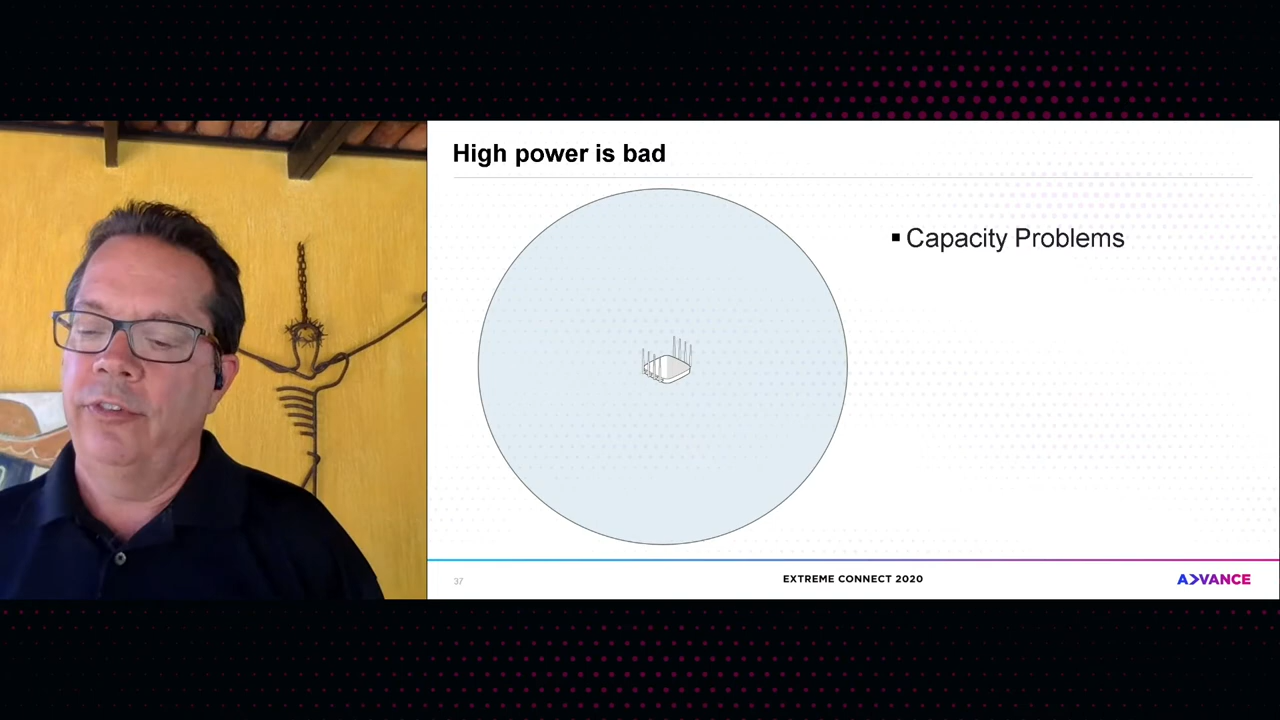 High power is bad
▪ Capacity Problems
37
EXTREME CONNECT 2020
ADVANCE